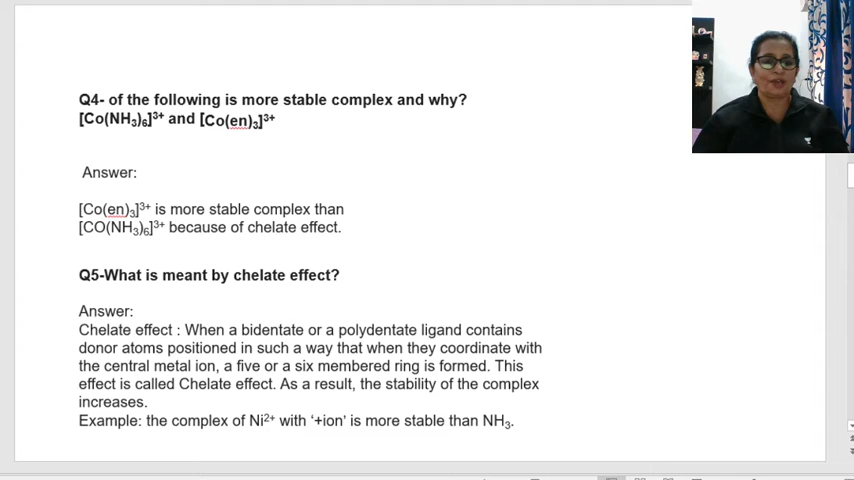 Q4- of the following is more stable complex and why?
[Co(NH₃)₆]³⁺ and [Co(en)₃]³⁺
Answer:
[Co(en)₃]³⁺ is more stable complex than
[CO(NH₃)₆]³⁺ because of chelate effect.
Q5-What is meant by chelate effect?
Answer:
Chelate effect : When a bidentate or a polydentate ligand contains
donor atoms positioned in such a way that when they coordinate with
the central metal ion, a five or a six membered ring is formed. This
effect is called Chelate effect. As a result, the stability of the complex
increases.
Example: the complex of Ni²⁺ with ‘+ion’ is more stable than NH₃.